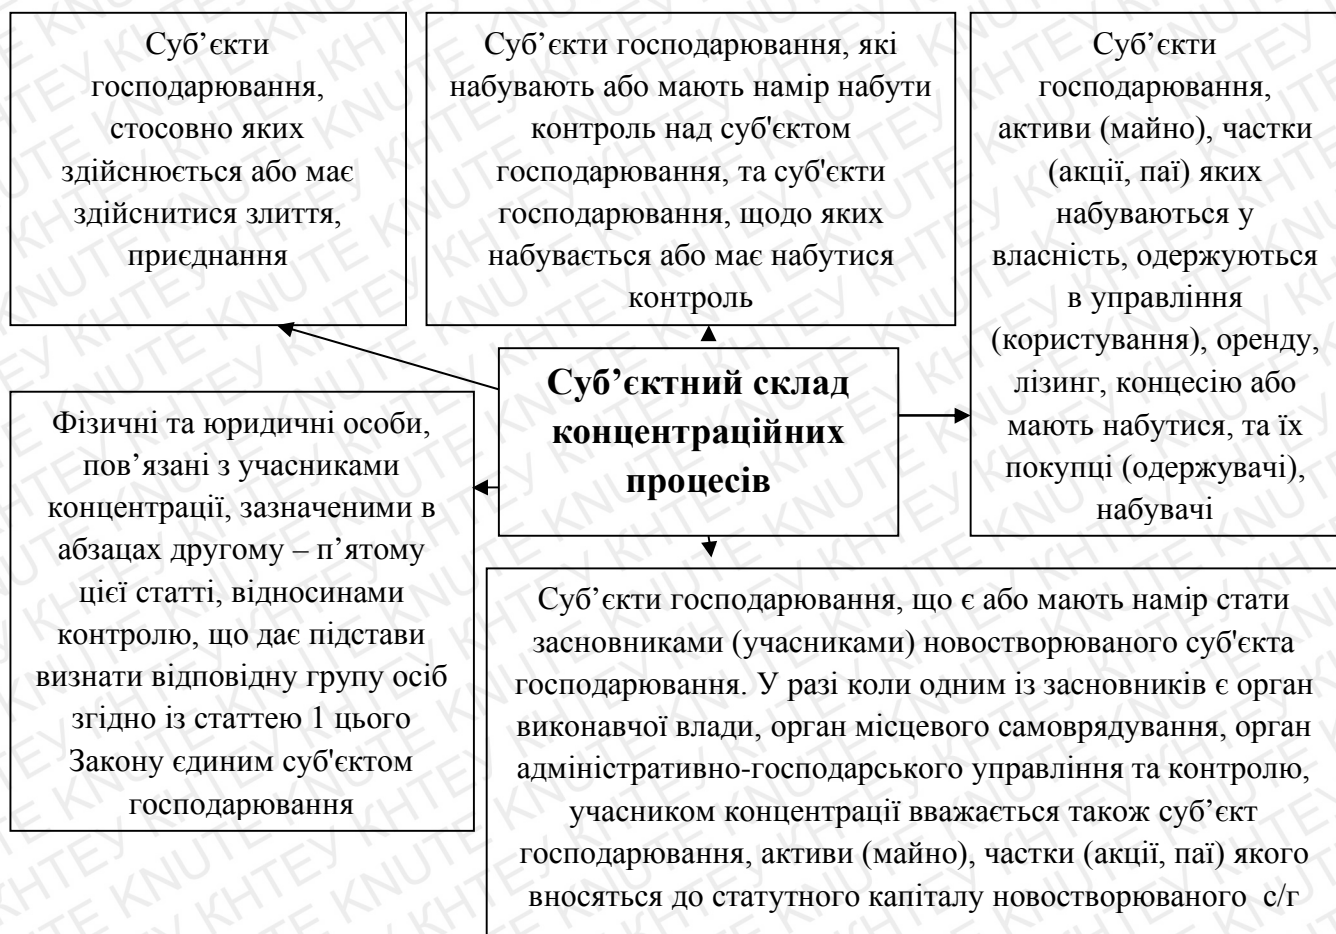 Суб’єкти
господарювання,
стосовно яких
здійснюється або має
здійснитися злиття,
приєднання
Суб’єкти господарювання, які
набувають або мають намір набути
контроль над суб'єктом
господарювання, та суб'єкти
господарювання, щодо яких
набувається або має набутися
контроль
Суб’єкти
господарювання,
активи (майно), частки
(акції, паї) яких
набуваються у
власність, одержуються
в управління
(користування), оренду,
лізинг, концесію або
мають набутися, та їх
покупці (одержувачі),
набувачі
Суб’єктний склад
концентраційних
процесів
Фізичні та юридичні особи,
пов’язані з учасниками
концентрації, зазначеними в
абзацах другому – п’ятому
цієї статті, відносинами
контролю, що дає підстави
визнати відповідну групу осіб
згідно із статтею 1 цього
Закону єдиним суб'єктом
господарювання
Суб’єкти господарювання, що є або мають намір стати
засновниками (учасниками) новостворюваного суб'єкта
господарювання. У разі коли одним із засновників є орган
виконавчої влади, орган місцевого самоврядування, орган
адміністративно-господарського управління та контролю,
учасником концентрації вважається також суб’єкт
господарювання, активи (майно), частки (акції, паї) якого
вносяться до статутного капіталу новостворюваного с/г